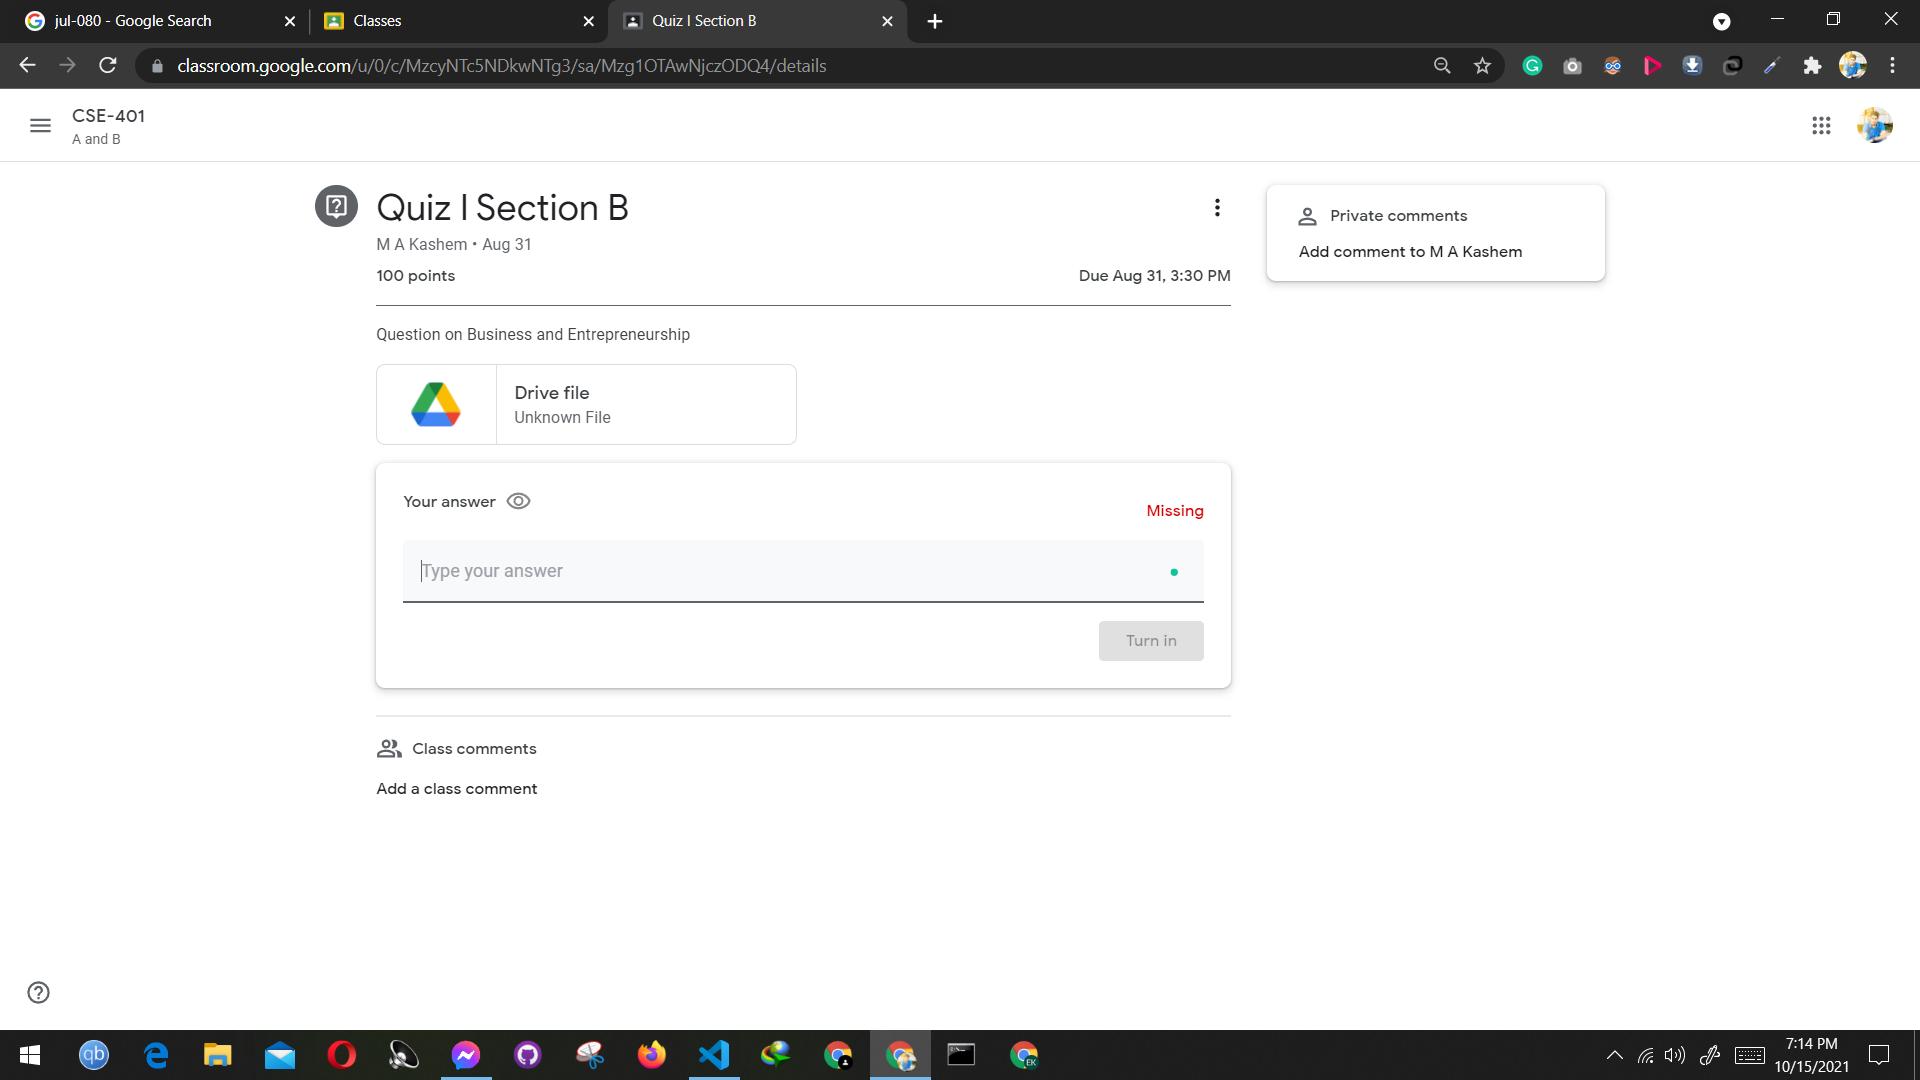 jul-080 - Google Search
Classes
Quiz I Section B
classroom.google.com/u/0/c/MzcyNTc5NDkwNTg3/sa/Mzg1OTAwNjczODQ4/details
CSE-401
A and B
Quiz I Section B
M A Kashem • Aug 31
100 points
Due Aug 31, 3:30 PM
Private comments
Add comment to M A Kashem
Question on Business and Entrepreneurship
Drive file
Unknown File
Your answer
Missing
Type your answer
Turn in
Class comments
Add a class comment
qb
EK
7:14 PM
10/15/2021